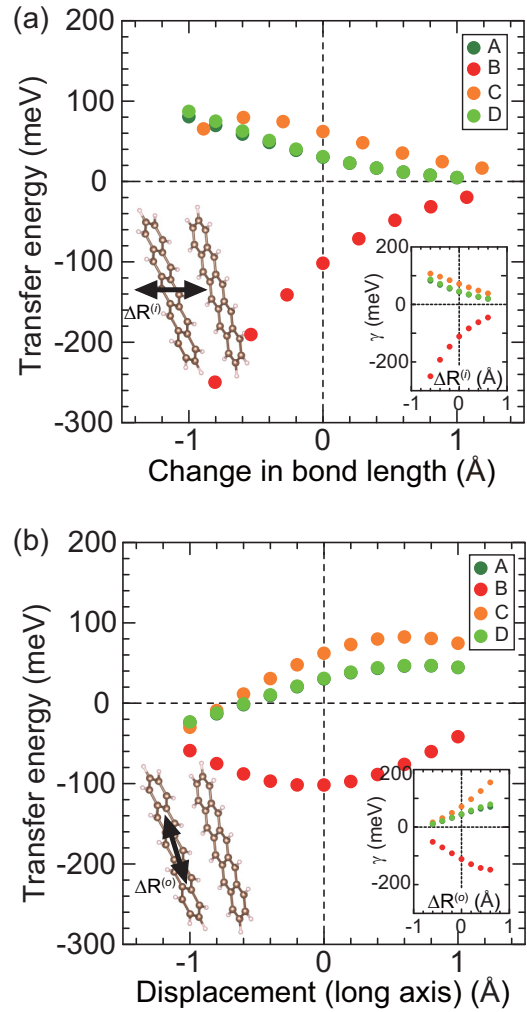 (a)
200
100
0
-100
-200
-300
Transfer energy (meV)
A
B
C
D
ΔR(i)
100
0
-100
γ (meV)
-1
0
1
ΔR(i) (Å)
-1
0
1
Change in bond length (Å)
(b)
200
100
0
-100
-200
-300
Transfer energy (meV)
A
B
C
D
ΔR(o)
200
0
-200
γ (meV)
-1
0
1
ΔR(o) (Å)
-1
0
1
Displacement (long axis) (Å)